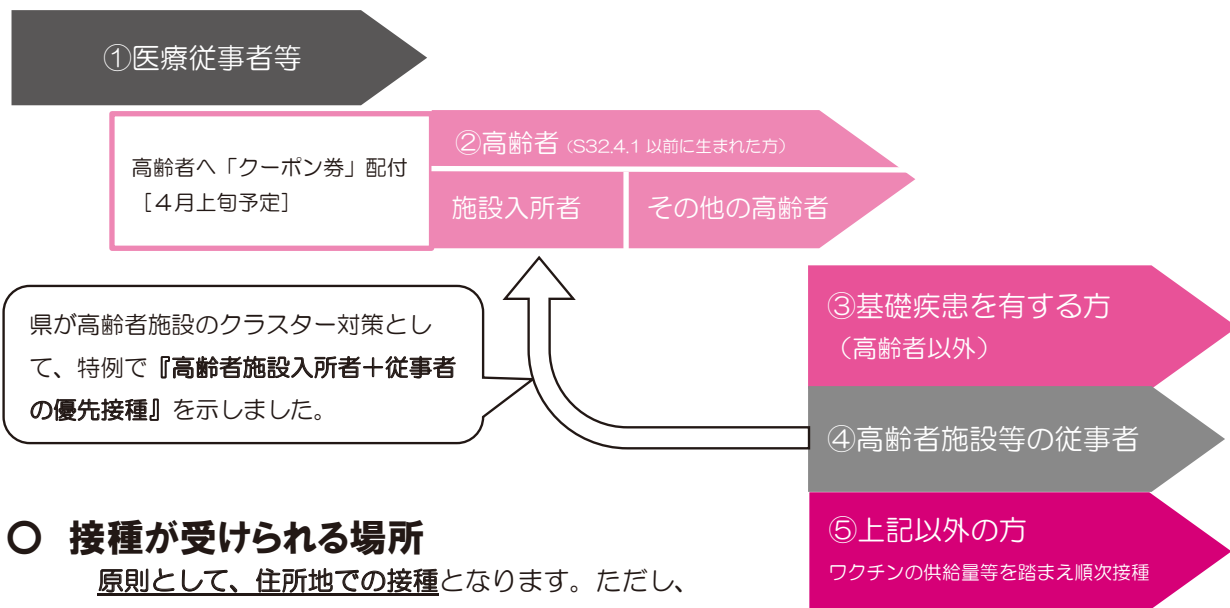 ①医療従事者等
高齢者へ「クーポン券」配付
［４月上旬予定］
②高齢者（S32.4.1 以前に生まれた方）
施設入所者
その他の高齢者
県が高齢者施設のクラスター対策とし
て、特例で『高齢者施設入所者＋従事者
の優先接種』を示しました。
③基礎疾患を有する方
（高齢者以外）
④高齢者施設等の従事者
⑤上記以外の方
ワクチンの供給量等を踏まえ順次接種
○ 接種が受けられる場所
原則として、住所地での接種となります。ただし、